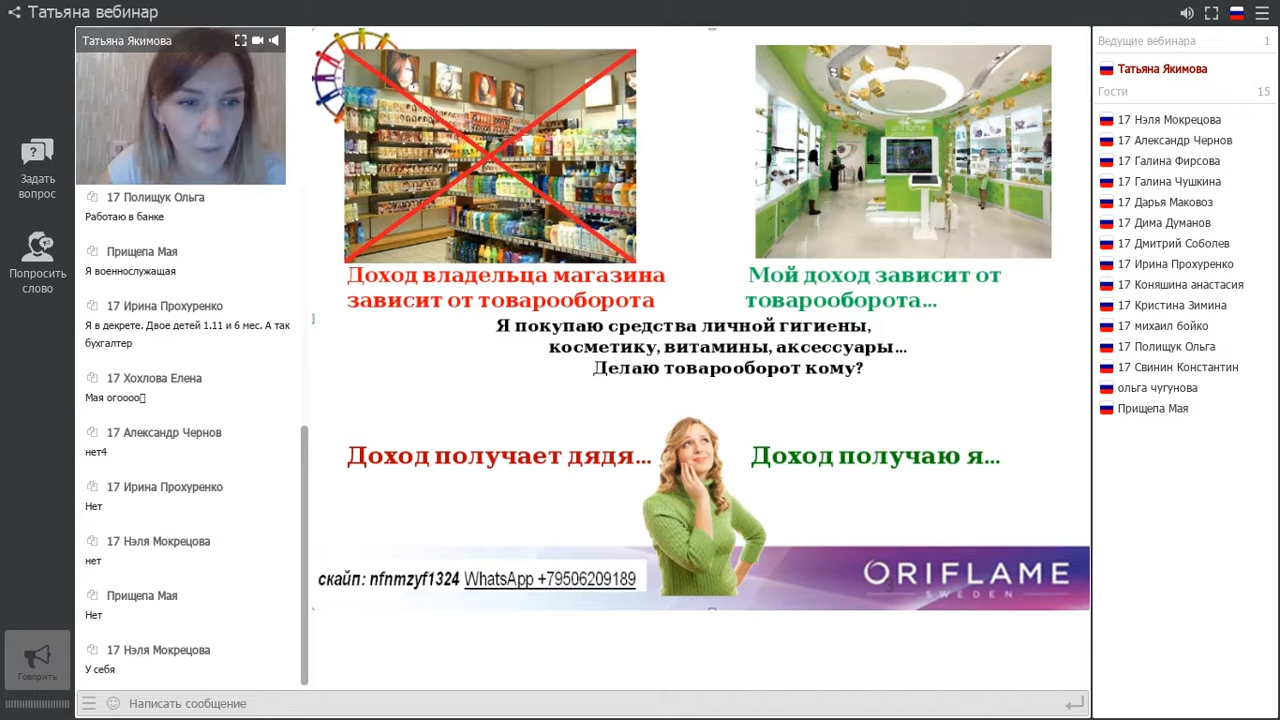 Татьяна вебинар
Татьяна Якимова
Задать
вопрос
Попросить
слово
Говорить
17 Полищук Ольга
Работаю в банке
Прищепа Мая
Я военнослужащая
17 Ирина Прохуренко
Я в декрете. Двое детей 1.11 и 6 мес. А так
бухгалтер
17 Хохлова Елена
Мая огоооо
17 Александр Чернов
нет4
17 Ирина Прохуренко
Нет
17 Нэля Мокрецова
нет
Прищепа Мая
Нет
17 Нэля Мокрецова
У себя
Написать сообщение
Доход владельца магазина
зависит от товарооборота
Мой доход зависит от
товарооборота...
Я покупаю средства личной гигиены,
косметику, витамины, аксессуары...
Делаю товарооборот кому?
Доход получает дядя...
Доход получаю я...
скайп: nfnmzyf1324 WhatsApp +79506209189
ORIFLAME
SWEDEN
Ведущие вебинара 1
Татьяна Якимова
Гости 15
17 Нэля Мокрецова
17 Александр Чернов
17 Галина Фирсова
17 Галина Чушкина
17 Дарья Маковоз
17 Дима Думанов
17 Дмитрий Соболев
17 Ирина Прохуренко
17 Коняшина анастасия
17 Кристина Зимина
17 михаил бойко
17 Полищук Ольга
17 Свинин Константин
ольга чугунова
Прищепа Мая